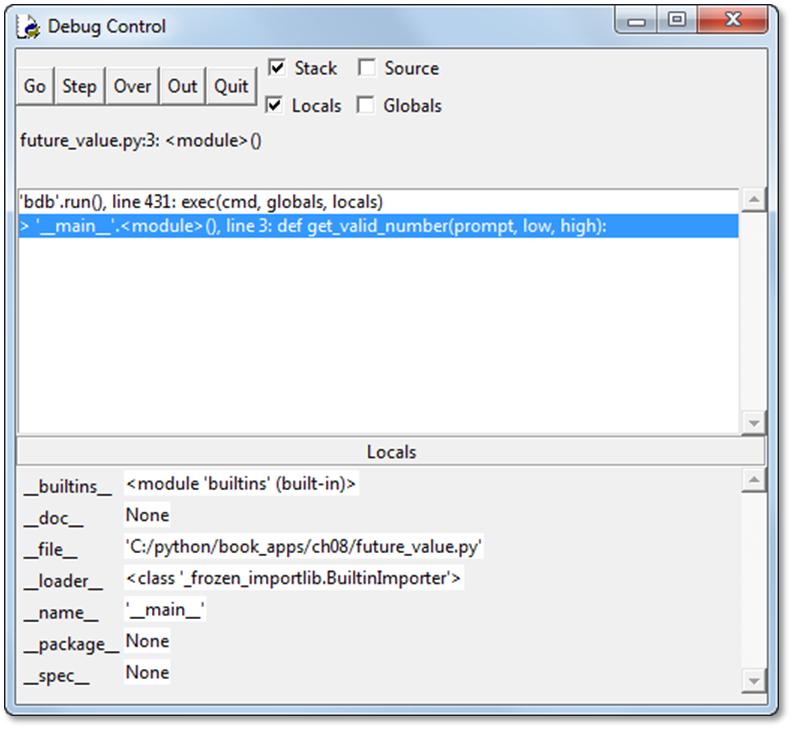 Debug Control
Go Step Over Out Quit
Stack Source
Locals Globals
future_value.py:3: <module>()
'bdb'.run(), line 431: exec(cmd, globals, locals)
> '__main__'.<module>(), line 3: def get_valid_number(prompt, low, high):
Locals
__builtins__ <module 'builtins' (built-in)>
__doc__ None
__file__ 'C:/python/book_apps/ch08/future_value.py'
__loader__ <class '_frozen_importlib.BuiltinImporter'>
__name__ '__main__'
__package__ None
__spec__ None